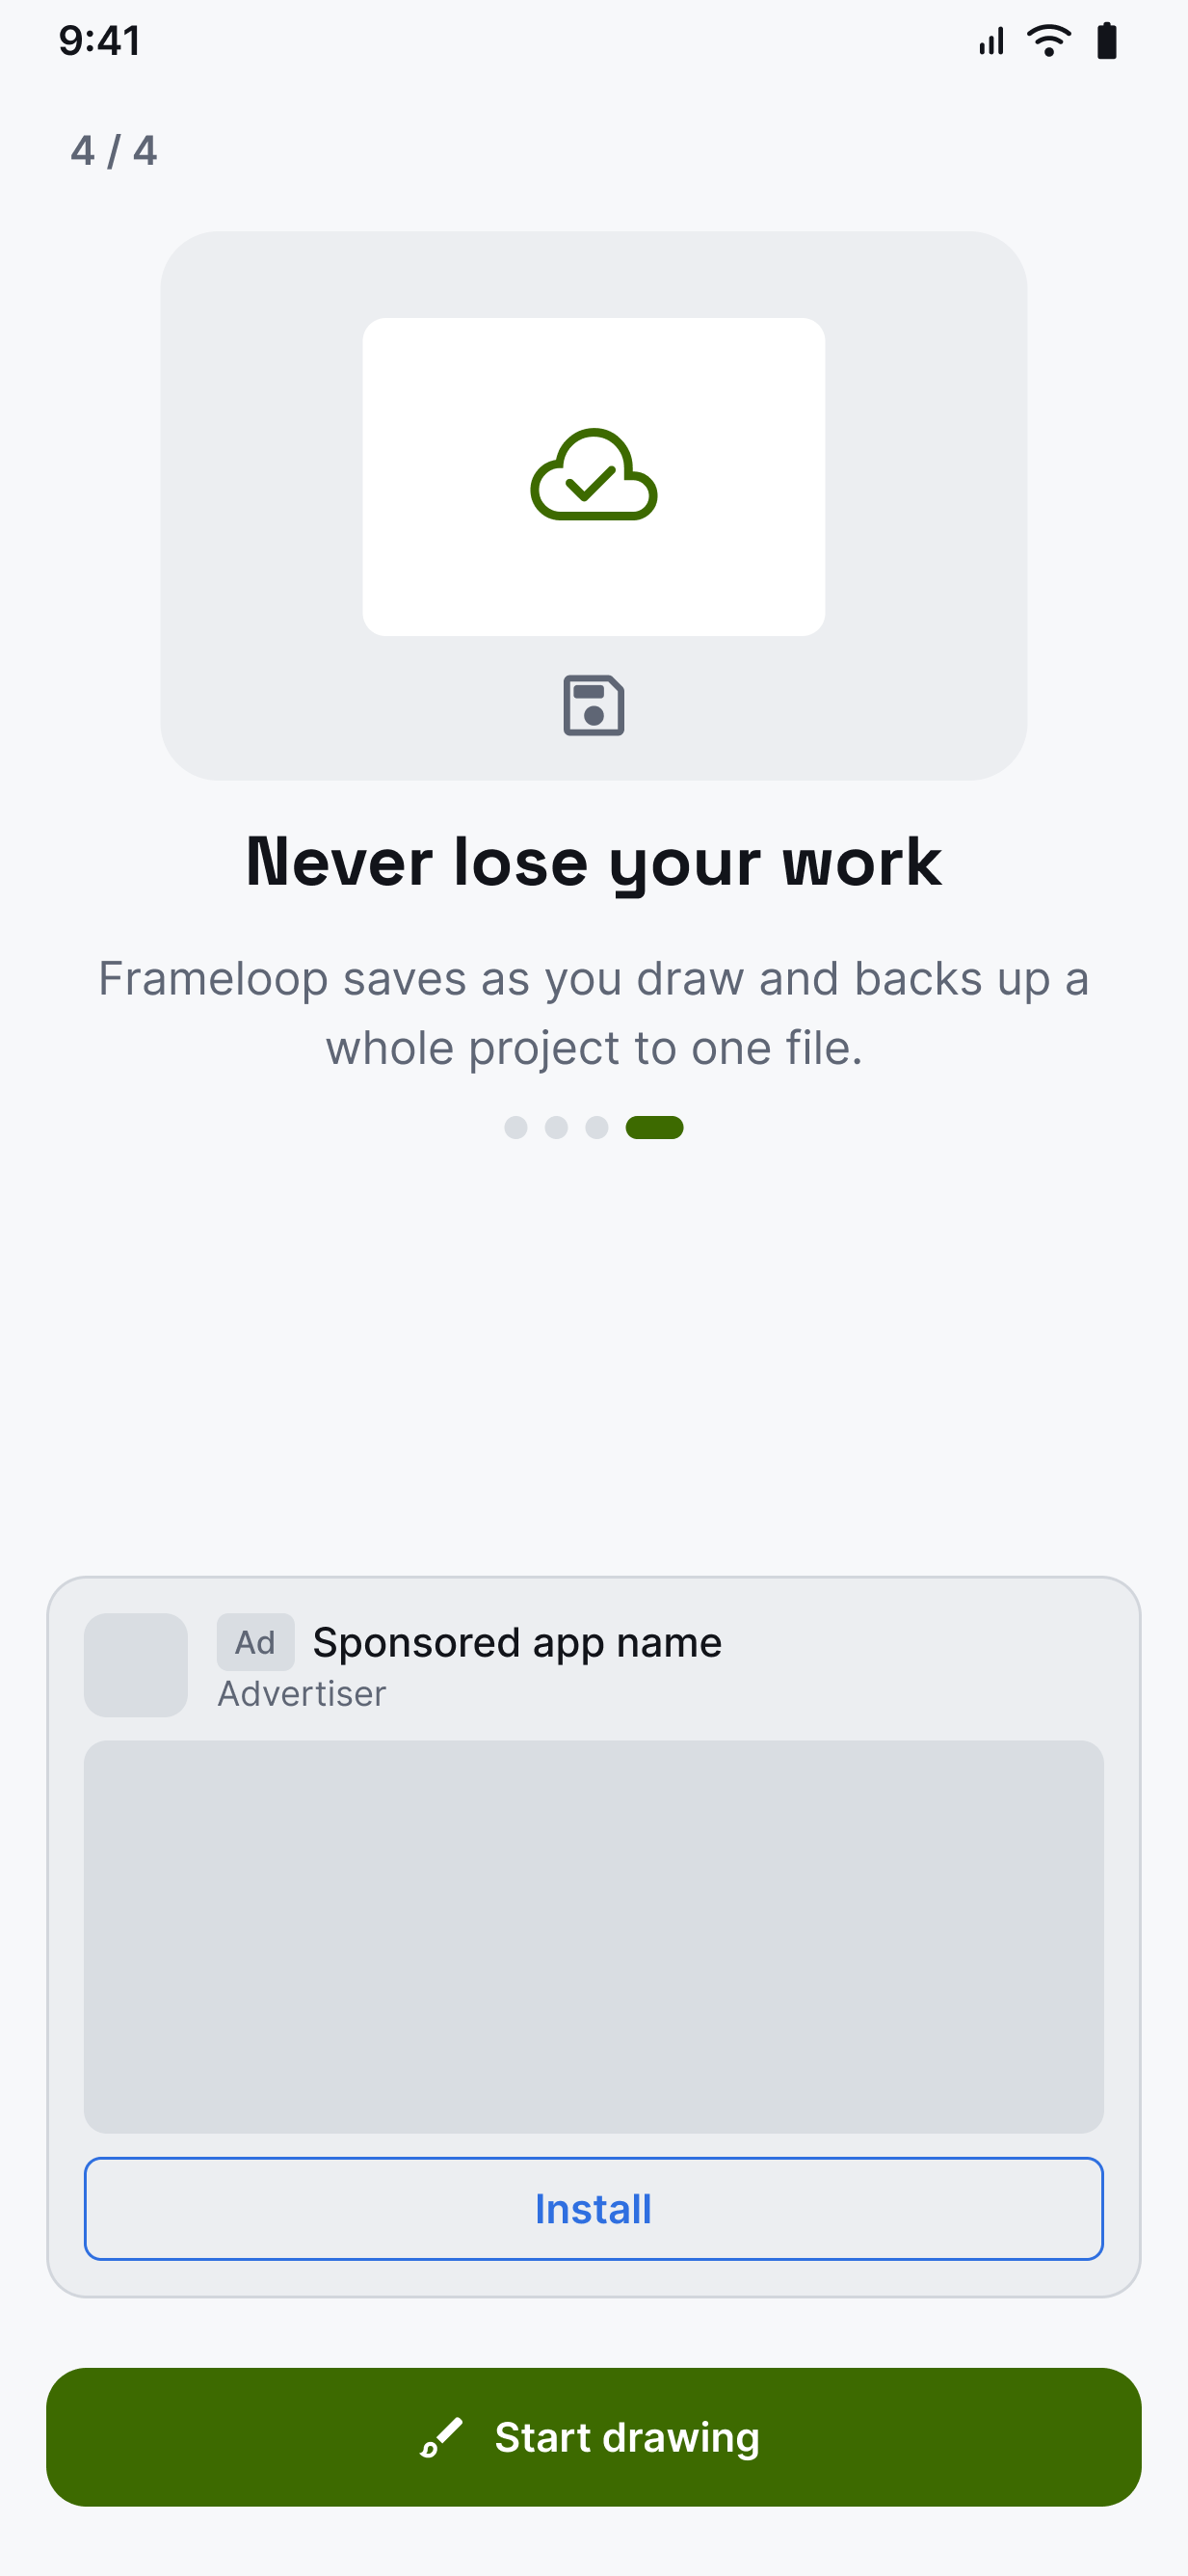 9:41
4 / 4
Never lose your work
Frameloop saves as you draw and backs up a
whole project to one file.
Ad Sponsored app name
Advertiser
Install
Start drawing